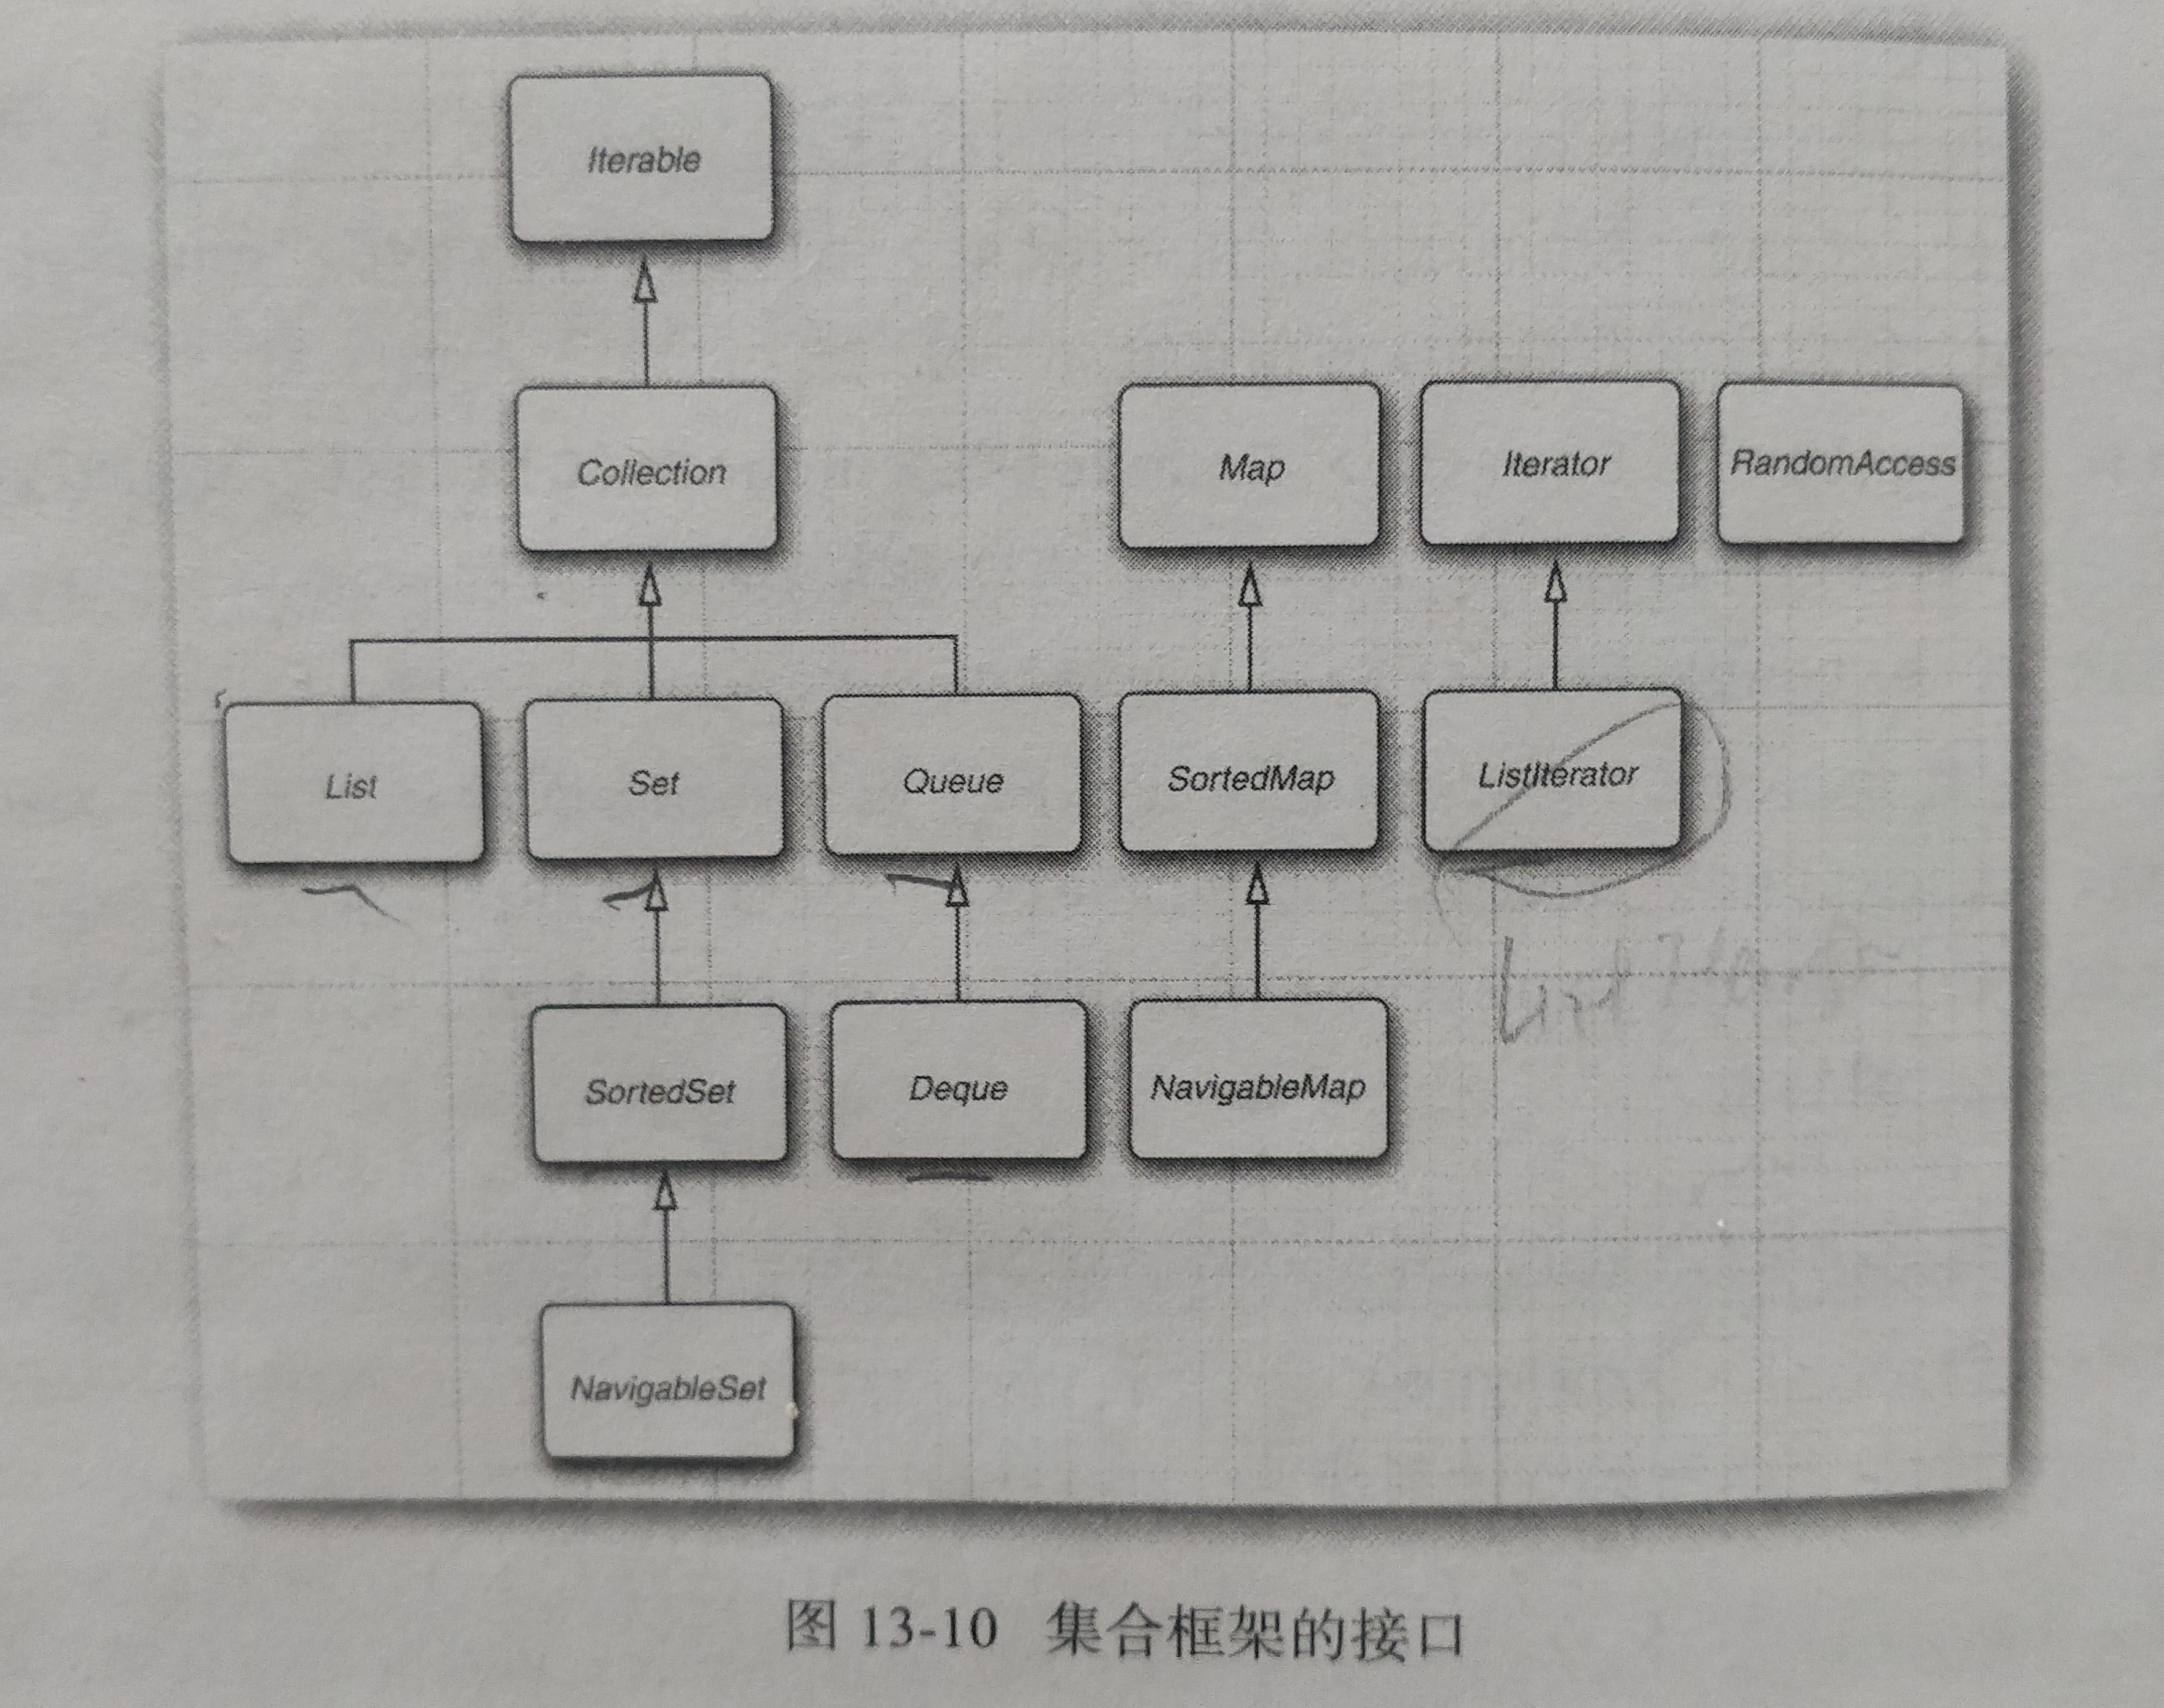 Iterable
Collection
Map
Iterator
RandomAccess
List
Set
Queue
SortedMap
ListIterator
SortedSet
Deque
NavigableMap
NavigableSet
图 13-10 集合框架的接口